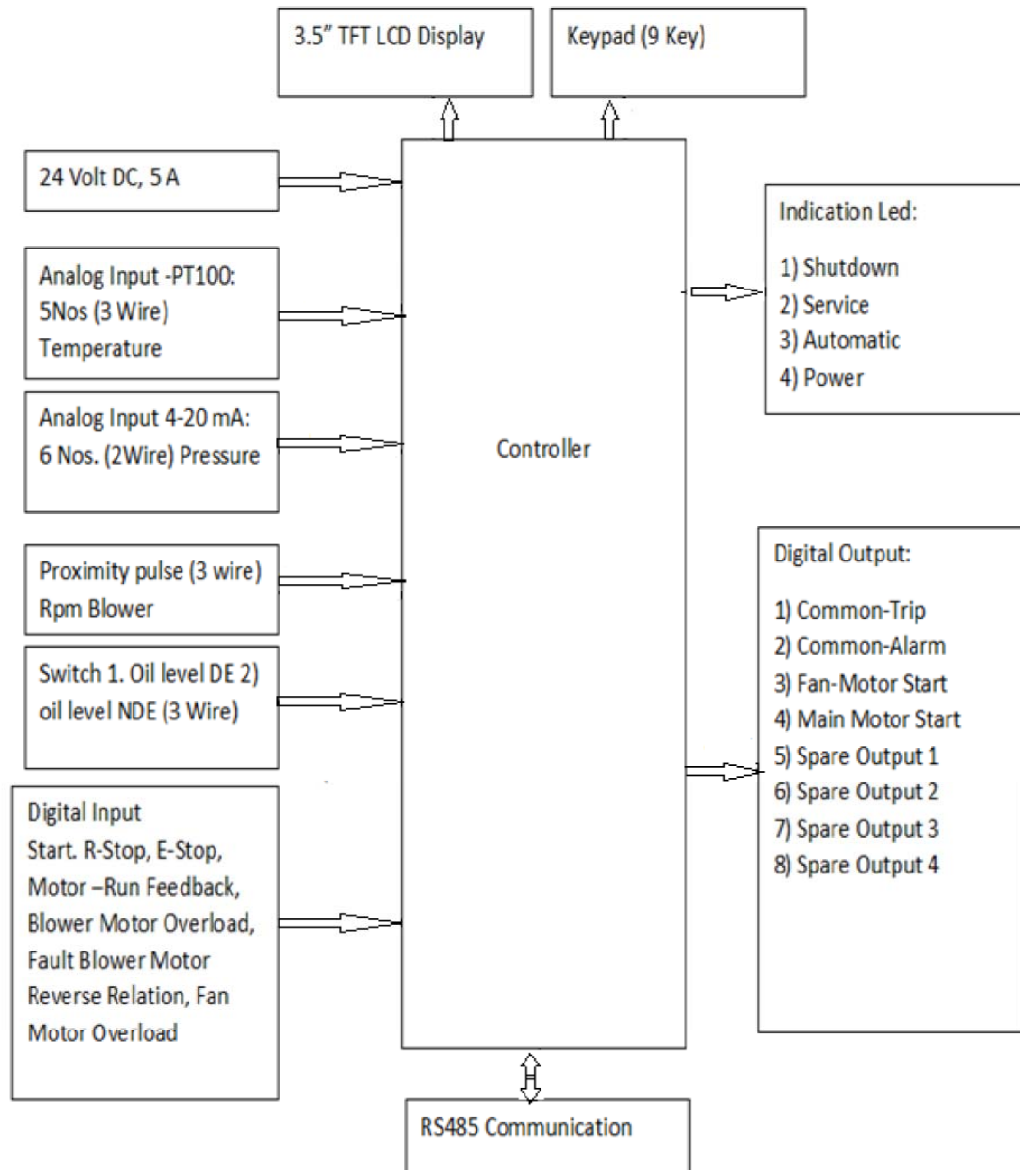 3.5” TFT LCD Display
Keypad (9 Key)
24 Volt DC, 5 A
Analog Input -PT100:
5Nos (3 Wire)
Temperature
Analog Input 4-20 mA:
6 Nos. (2Wire) Pressure
Proximity pulse (3 wire)
Rpm Blower
Switch 1. Oil level DE 2)
oil level NDE (3 Wire)
Digital Input
Start. R-Stop, E-Stop,
Motor –Run Feedback,
Blower Motor Overload,
Fault Blower Motor
Reverse Relation, Fan
Motor Overload
Controller
Indication Led:
1) Shutdown
2) Service
3) Automatic
4) Power
Digital Output:
1) Common-Trip
2) Common-Alarm
3) Fan-Motor Start
4) Main Motor Start
5) Spare Output 1
6) Spare Output 2
7) Spare Output 3
8) Spare Output 4
RS485 Communication